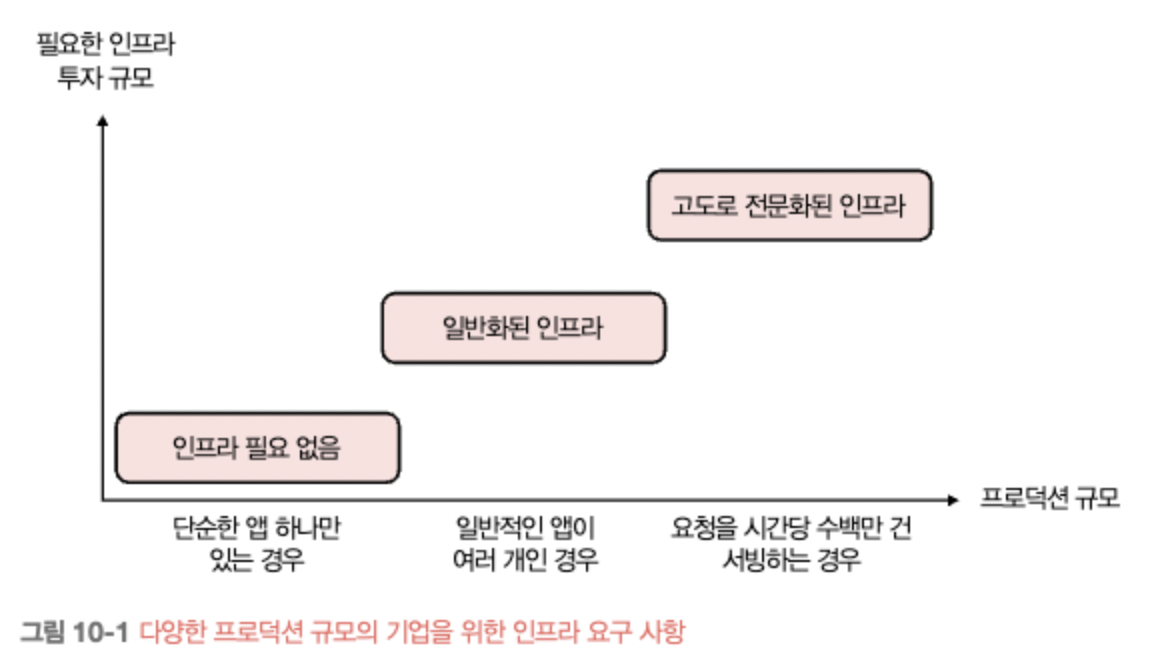 필요한 인프라
투자 규모
고도로 전문화된 인프라
일반화된 인프라
인프라 필요 없음
프로덕션 규모
단순한 앱 하나만
있는 경우
일반적인 앱이
여러 개인 경우
요청을 시간당 수백만 건
서빙하는 경우
그림 10-1 다양한 프로덕션 규모의 기업을 위한 인프라 요구 사항